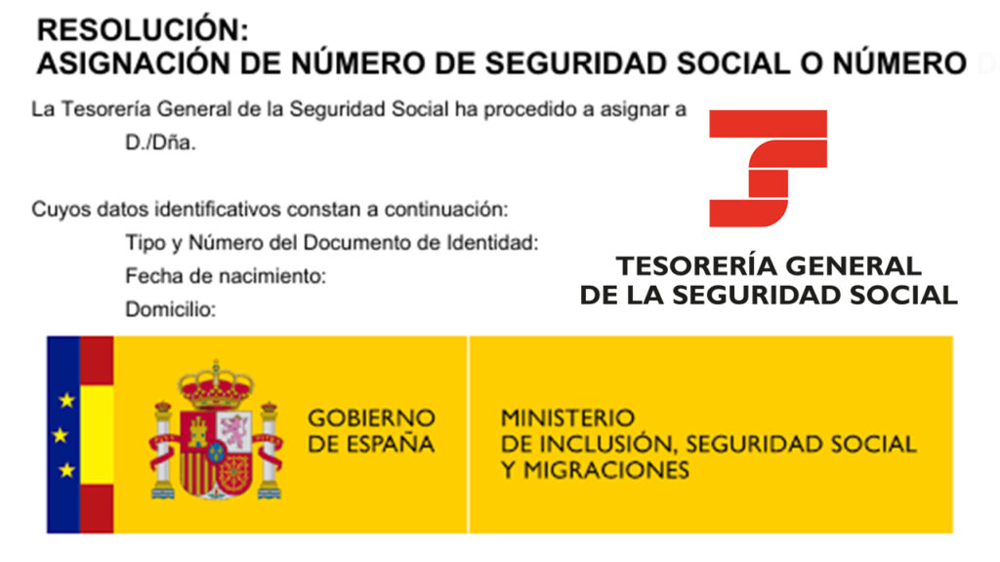 RESOLUCIÓN:
ASIGNACIÓN DE NÚMERO DE SEGURIDAD SOCIAL O NÚMERO
La Tesorería General de la Seguridad Social ha procedido a asignar a
D./Dña.
Cuyos datos identificativos constan a continuación:
Tipo y Número del Documento de Identidad:
Fecha de nacimiento:
Domicilio:
TESORERÍA GENERAL
DE LA SEGURIDAD SOCIAL
GOBIERNO
DE ESPAÑA
MINISTERIO
DE INCLUSIÓN, SEGURIDAD SOCIAL
Y MIGRACIONES